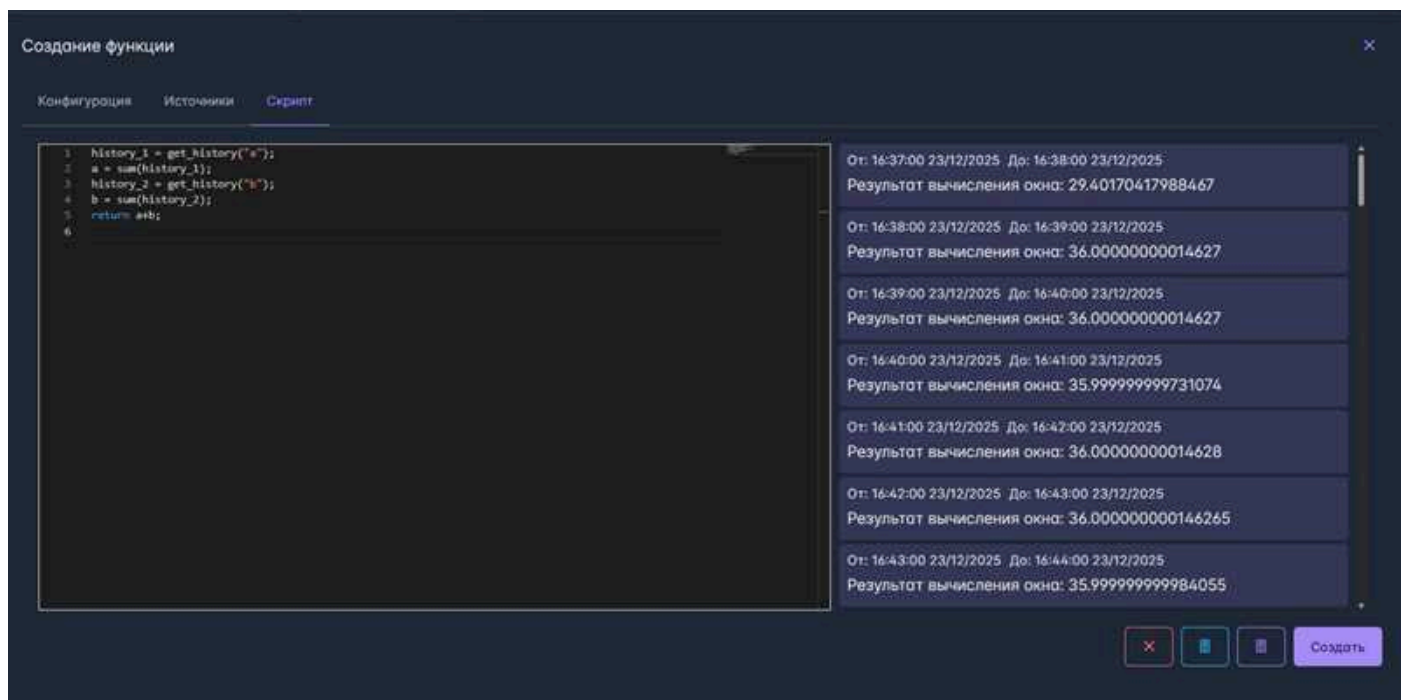 Создание функции
Конфигурация Источники Скрипт
1 history_1 = get_history("a");
2 a = sum(history_1);
3 history_2 = get_history("b");
4 b = sum(history_2);
5 return a+b;
6
От: 16:37:00 23/12/2025 До: 16:38:00 23/12/2025
Результат вычисления окна: 29.40170417988467
От: 16:38:00 23/12/2025 До: 16:39:00 23/12/2025
Результат вычисления окна: 36.00000000014627
От: 16:39:00 23/12/2025 До: 16:40:00 23/12/2025
Результат вычисления окна: 36.00000000014627
От: 16:40:00 23/12/2025 До: 16:41:00 23/12/2025
Результат вычисления окна: 35.999999999731074
От: 16:41:00 23/12/2025 До: 16:42:00 23/12/2025
Результат вычисления окна: 36.00000000014628
От: 16:42:00 23/12/2025 До: 16:43:00 23/12/2025
Результат вычисления окна: 36.000000000146265
От: 16:43:00 23/12/2025 До: 16:44:00 23/12/2025
Результат вычисления окна: 35.999999999984055
Создать